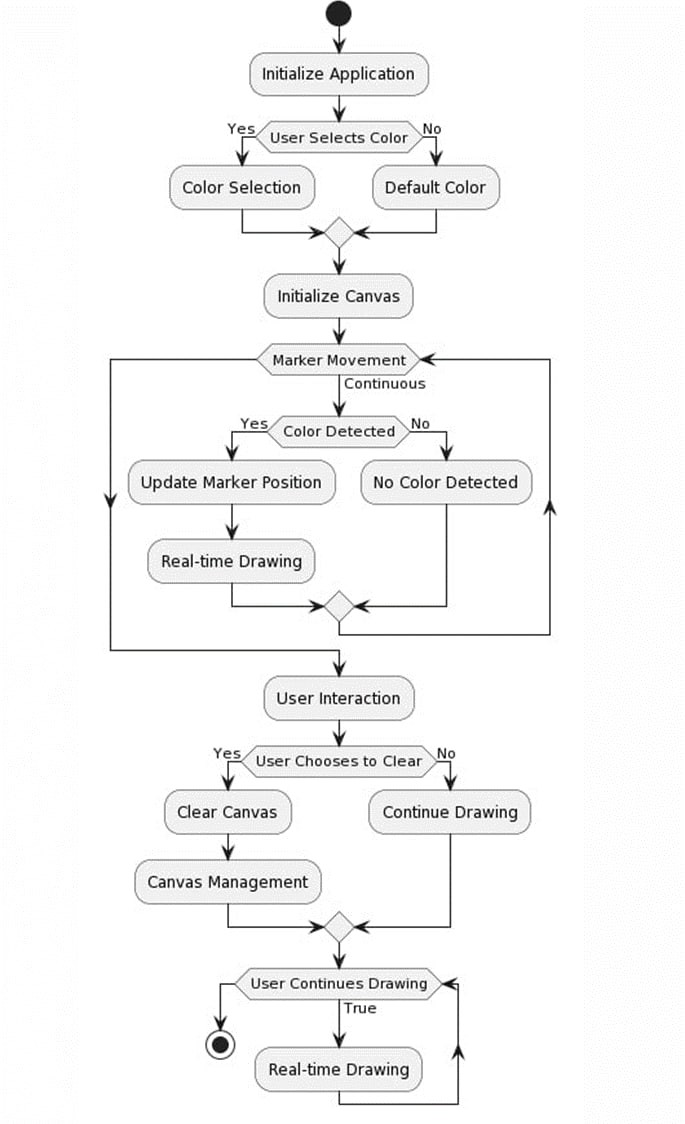 Initialize Application
Yes
User Selects Color
No
Color Selection
Default Color
Initialize Canvas
Marker Movement
Continuous
Yes
Color Detected
No
Update Marker Position
No Color Detected
Real-time Drawing
User Interaction
Yes
User Chooses to Clear
No
Clear Canvas
Continue Drawing
Canvas Management
User Continues Drawing
True
Real-time Drawing